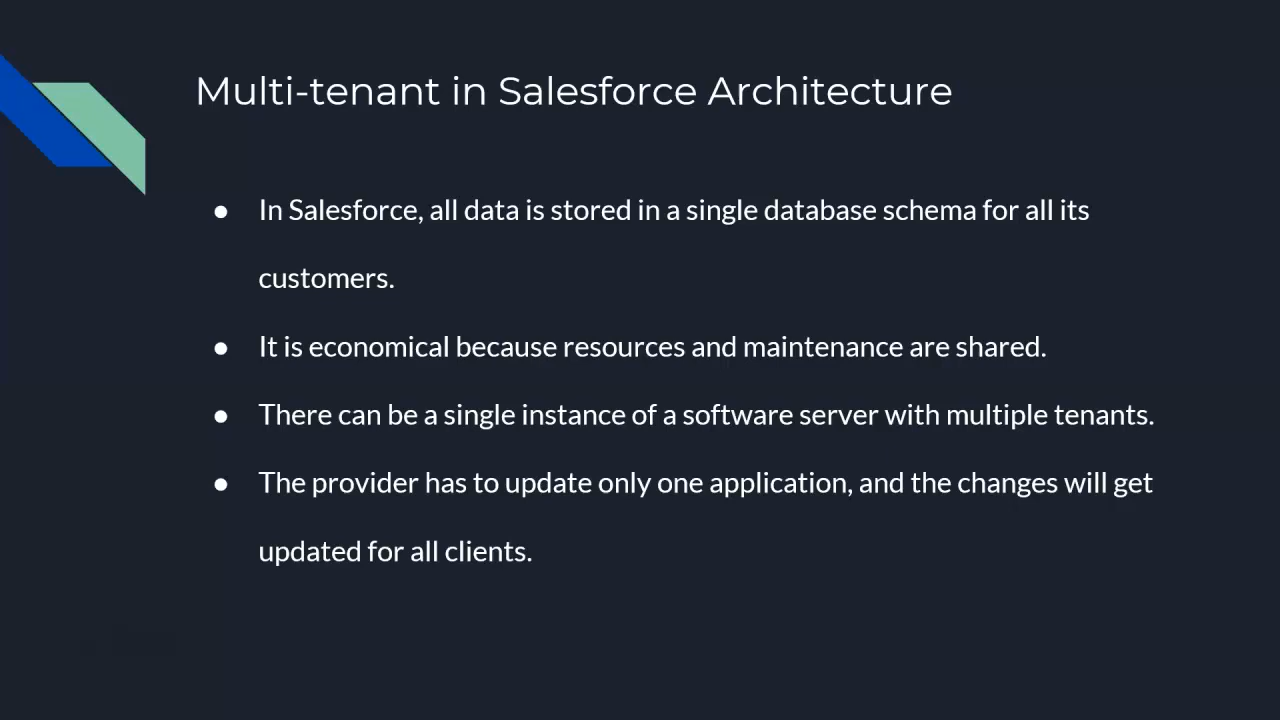 Multi-tenant in Salesforce Architecture
● In Salesforce, all data is stored in a single database schema for all its
customers.
● It is economical because resources and maintenance are shared.
● There can be a single instance of a software server with multiple tenants.
● The provider has to update only one application, and the changes will get
updated for all clients.